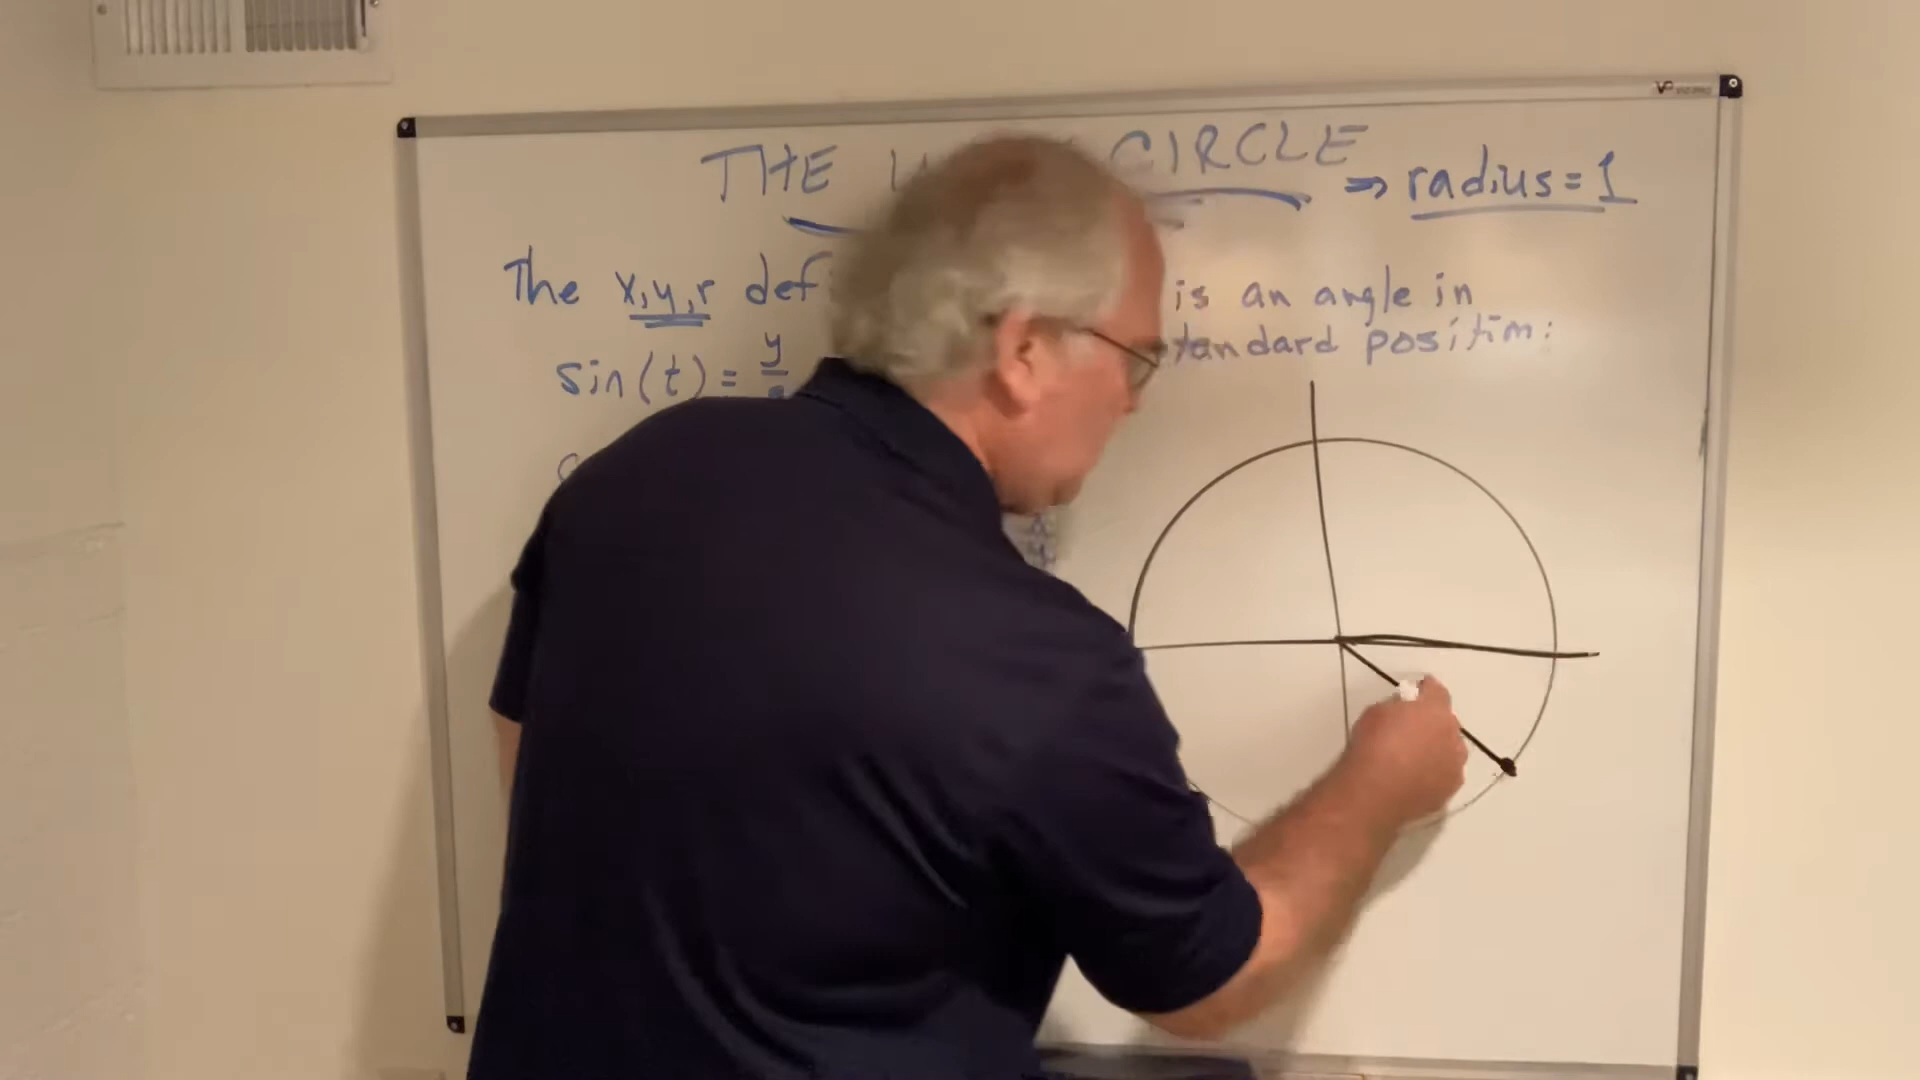 THE CIRCLE ⇒ radius = 1
The x,y,r def is an angle in
standard position:
sin(t) = y